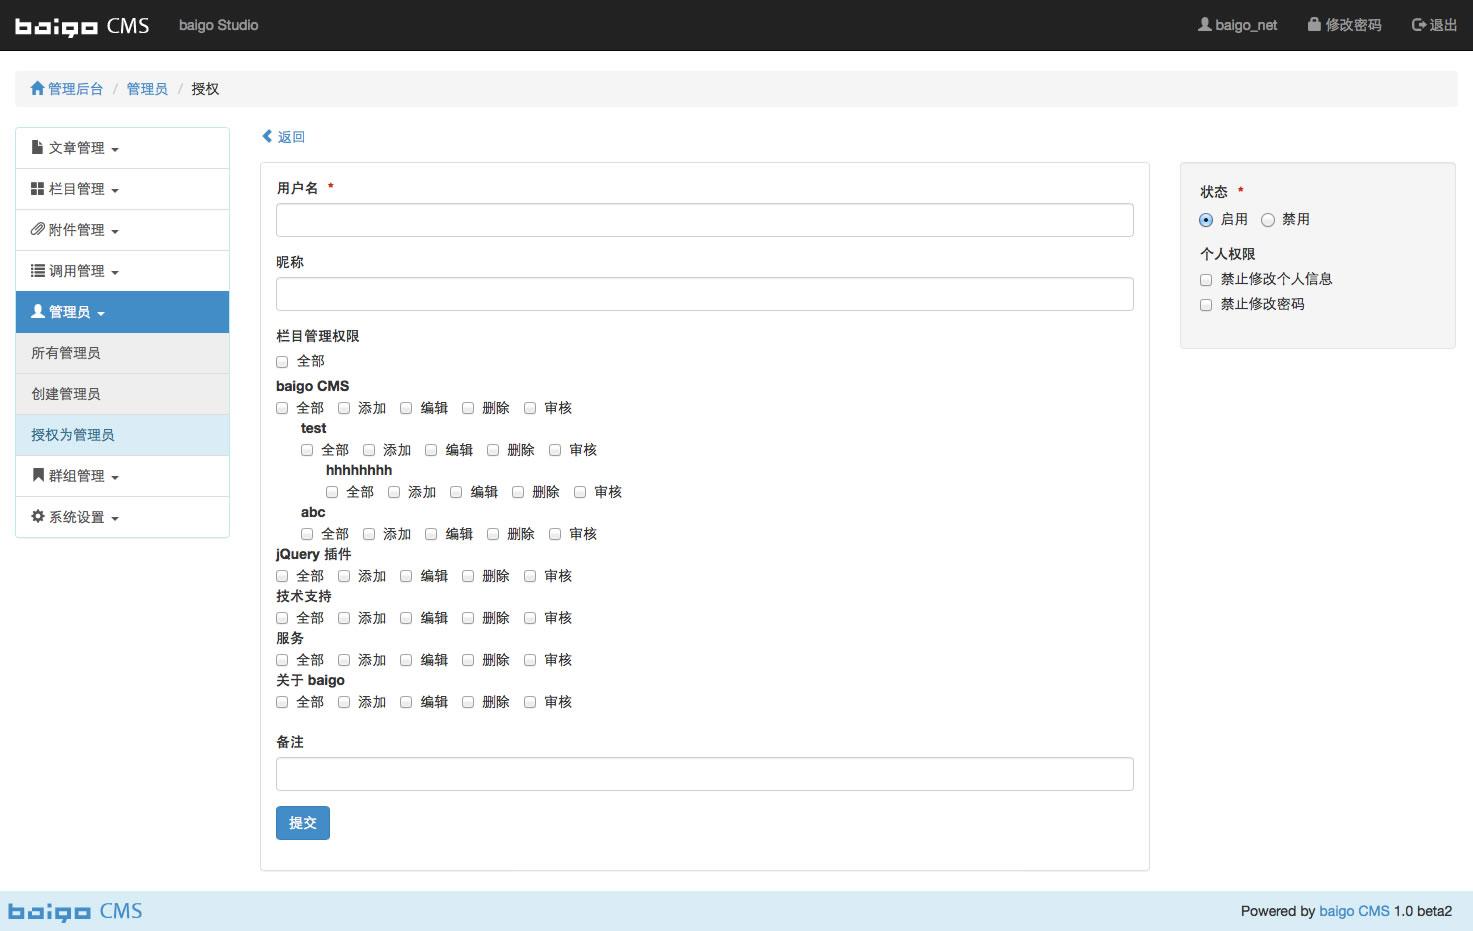 baigo CMS baigo Studio baigo_net 修改密码 退出
管理后台 / 管理员 / 授权
文章管理
栏目管理
附件管理
调用管理
管理员
所有管理员
创建管理员
授权为管理员
群组管理
系统设置
返回
用户名 *
昵称
栏目管理权限
全部
baigo CMS
全部 添加 编辑 删除 审核
test
全部 添加 编辑 删除 审核
hhhhhhhh
全部 添加 编辑 删除 审核
abc
全部 添加 编辑 删除 审核
jQuery 插件
全部 添加 编辑 删除 审核
技术支持
全部 添加 编辑 删除 审核
服务
全部 添加 编辑 删除 审核
关于 baigo
全部 添加 编辑 删除 审核
备注
提交
状态 *
启用 禁用
个人权限
禁止修改个人信息
禁止修改密码
baigo CMS Powered by baigo CMS 1.0 beta2